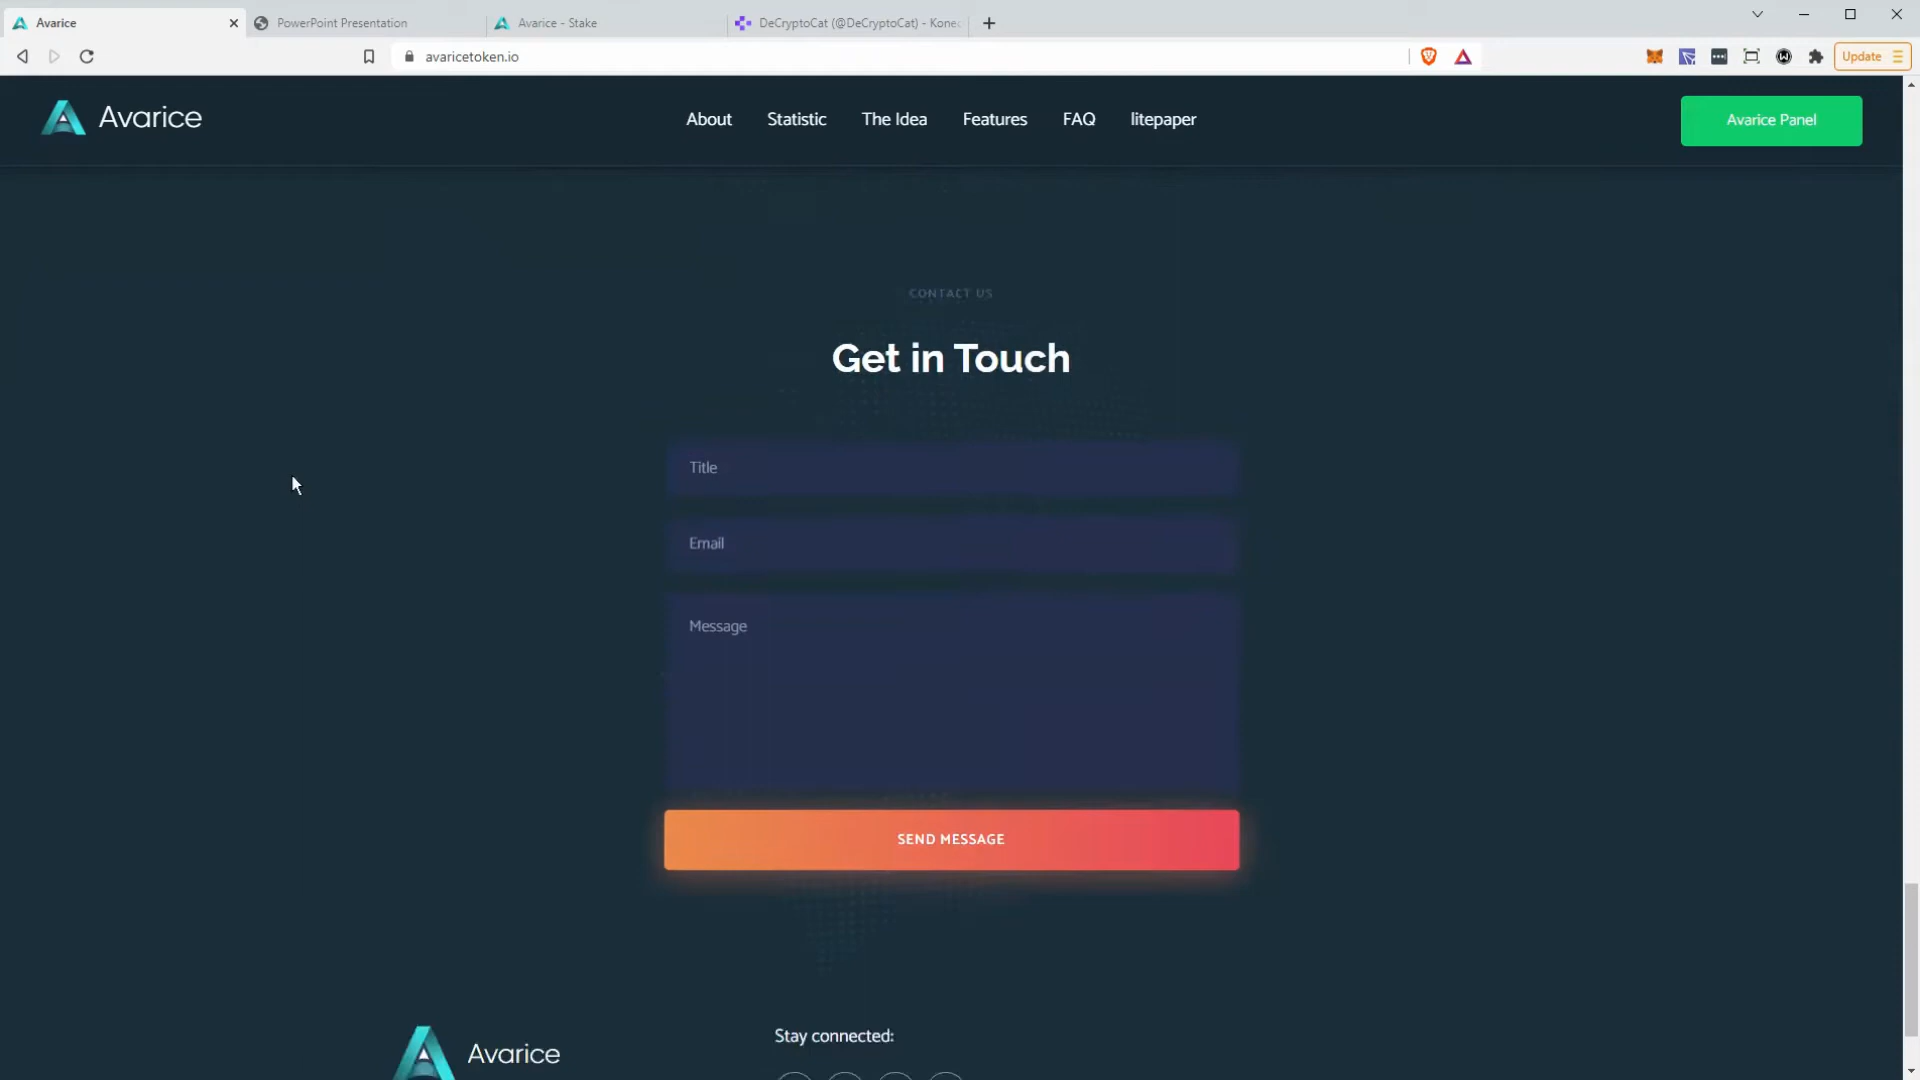 Avarice
PowerPoint Presentation
Avarice - Stake
DeCryptoCat (@DeCryptoCat) - Konec
avaricetoken.io
Update
Avarice
About
Statistic
The Idea
Features
FAQ
litepaper
Avarice Panel
CONTACT US
Get in Touch
Title
Email
Message
SEND MESSAGE
Avarice
Stay connected: